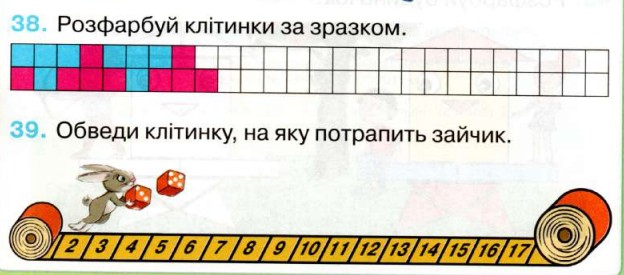 38. Розфарбуй клітинки за зразком.
39. Обведи клітинку, на яку потрапить зайчик.
2 3 4 5 6 7 8 9 10 11 12 13 14 15 16 17